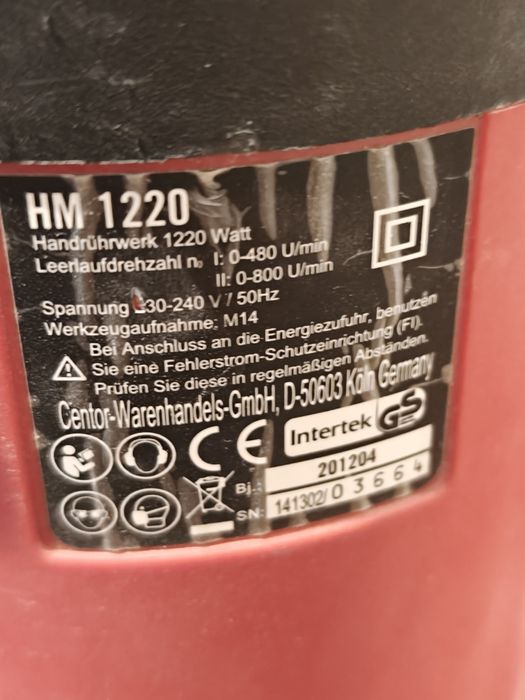 HM 1220
Handrührwerk 1220 Watt
Leerlaufdrehzahl n₀ I: 0-480 U/min
II: 0-800 U/min
Spannung 230-240 V / 50Hz
Werkzeugaufnahme: M14
Bei Anschluss an die Energiezufuhr, benutzen
Sie eine Fehlerstrom-Schutzeinrichtung (FI).
Prüfen Sie diese in regelmäßigen Abständen.
Centor-Warenhandels-GmbH, D-50603 Köln Germany
CE Intertek GS
Bj.: 201204
SN: 141302/03664